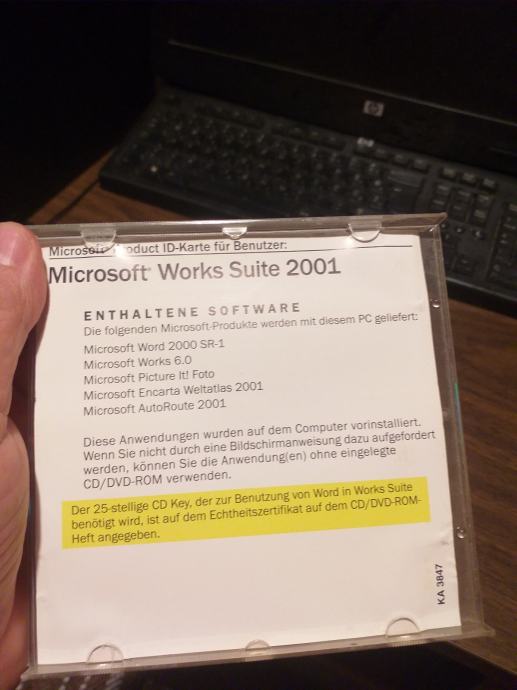 Microsoft Product ID-Karte für Benutzer:
Microsoft® Works Suite 2001
ENTHALTENE SOFTWARE
Die folgenden Microsoft-Produkte werden mit diesem PC geliefert:
Microsoft Word 2000 SR-1
Microsoft Works 6.0
Microsoft Picture It! Foto
Microsoft Encarta Weltatlas 2001
Microsoft AutoRoute 2001
Diese Anwendungen wurden auf dem Computer vorinstalliert.
Wenn Sie nicht durch eine Bildschirmanweisung dazu aufgefordert
werden, können Sie die Anwendung(en) ohne eingelegte
CD/DVD-ROM verwenden.
Der 25-stellige CD Key, der zur Benutzung von Word in Works Suite
benötigt wird, ist auf dem Echtheitszertifikat auf dem CD/DVD-ROM-
Heft angegeben.
KA 3847
hp